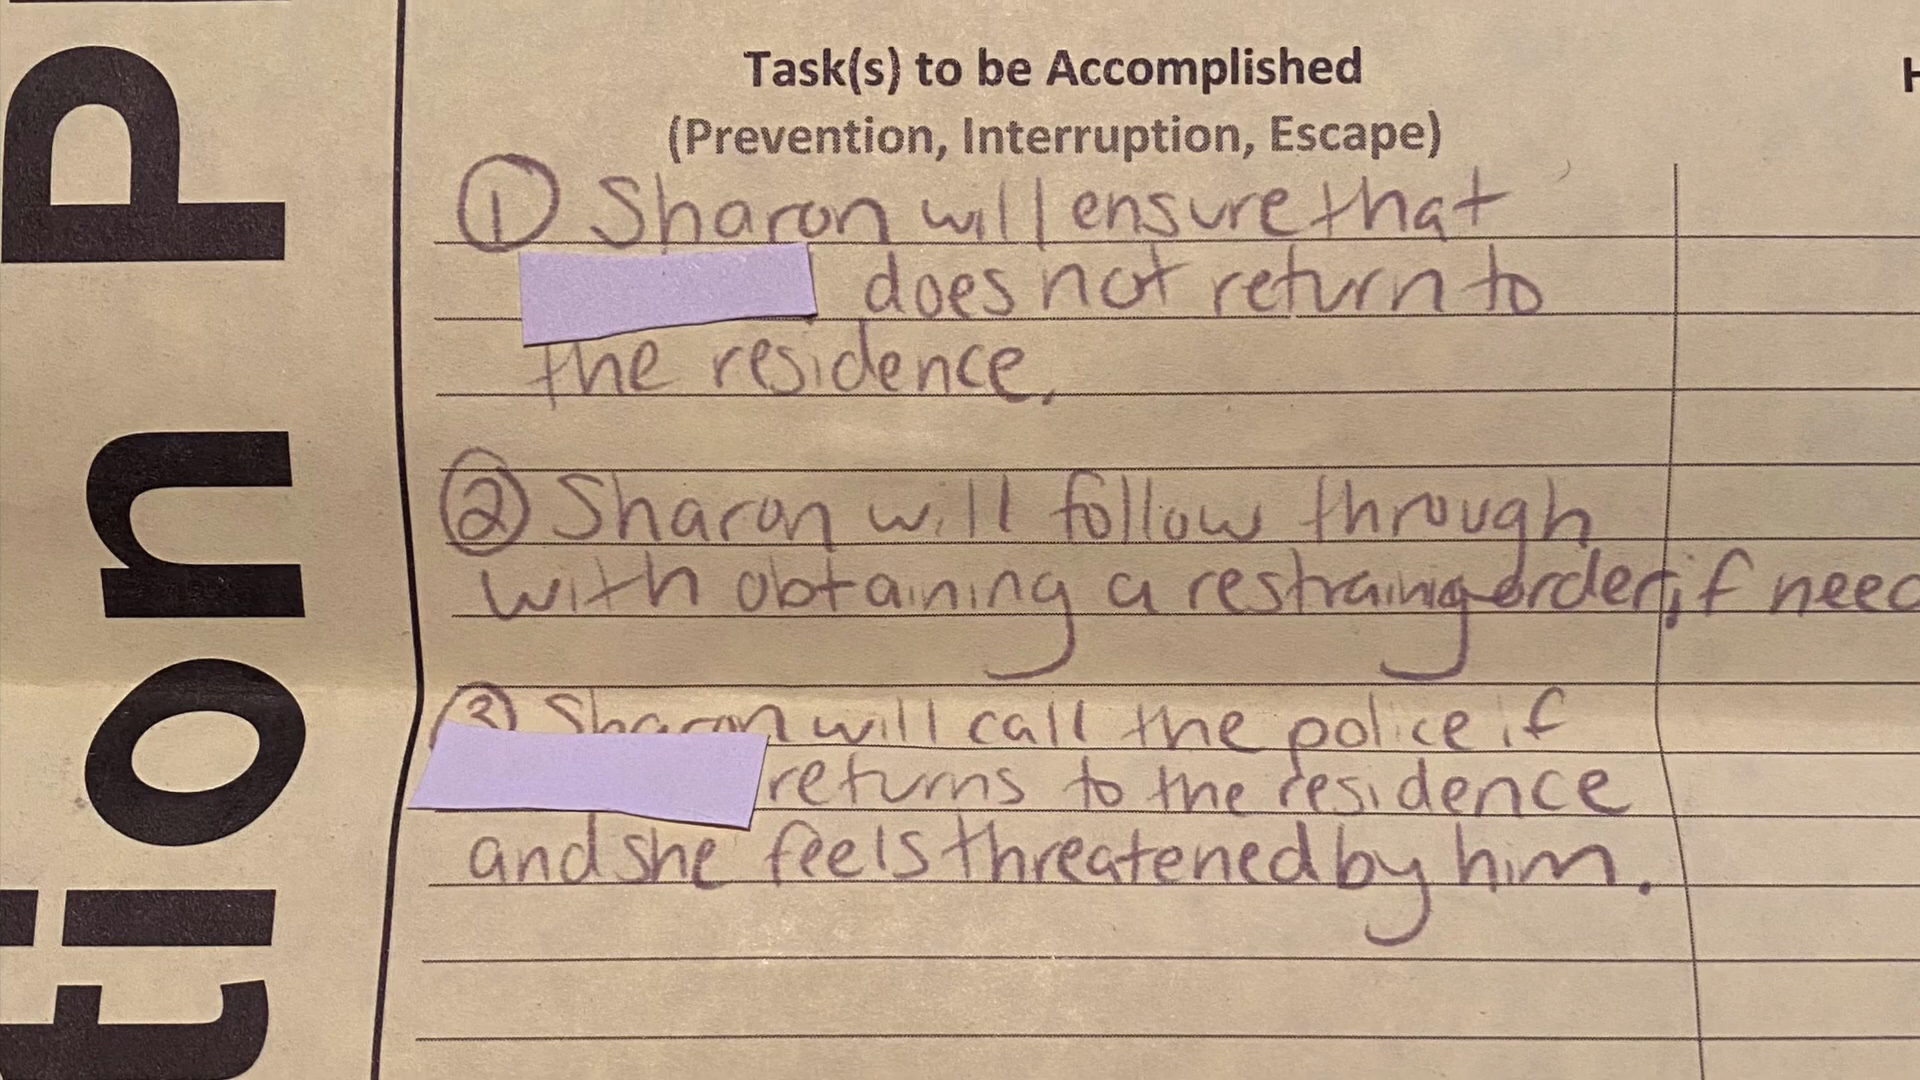 tion P
Task(s) to be Accomplished
(Prevention, Interruption, Escape)
① Sharon will ensure that
does not return to
the residence.
② Sharon will follow through
with obtaining a restraining order, if
③ Sharon will call the police if
returns to the residence
and she feels threatened by him.